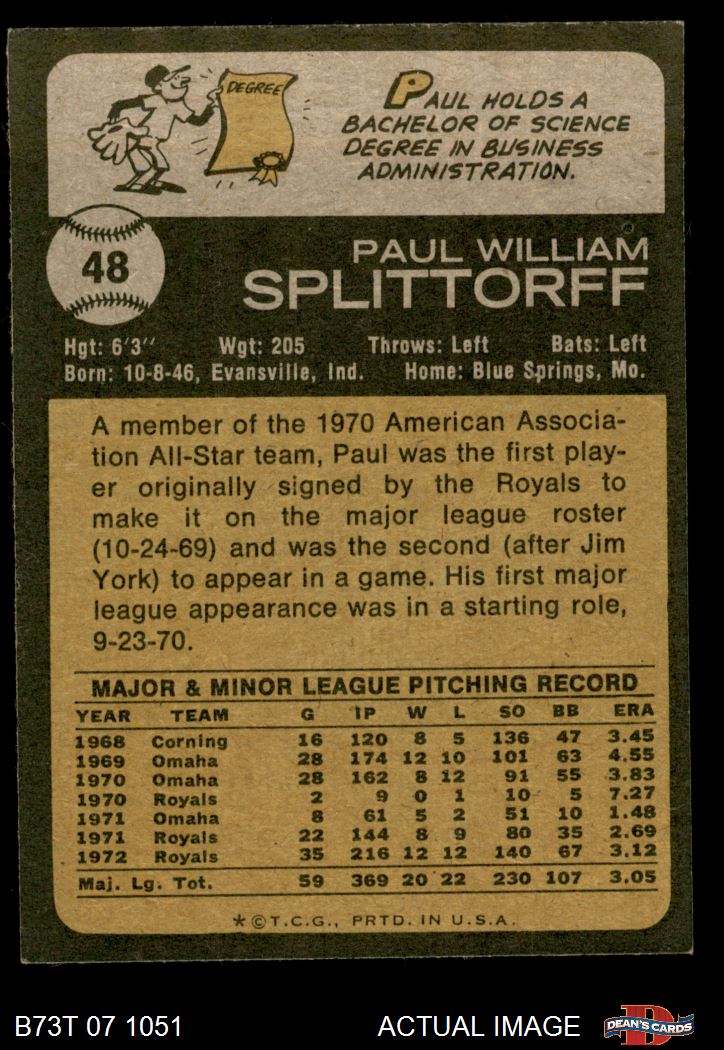 DEGREE
PAUL HOLDS A
BACHELOR OF SCIENCE
DEGREE IN BUSINESS
ADMINISTRATION.
48
PAUL WILLIAM
SPLITTORFF
Hgt: 6'3" Wgt: 205 Throws: Left Bats: Left
Born: 10-8-46, Evansville, Ind. Home: Blue Springs, Mo.
A member of the 1970 American Associa-
tion All-Star team, Paul was the first play-
er originally signed by the Royals to
make it on the major league roster
(10-24-69) and was the second (after Jim
York) to appear in a game. His first major
league appearance was in a starting role,
9-23-70.
MAJOR & MINOR LEAGUE PITCHING RECORD
YEAR TEAM G IP W L SO BB ERA
1968 Corning 16 120 8 5 136 47 3.45
1969 Omaha 28 174 12 10 101 63 4.55
1970 Omaha 28 162 8 12 91 55 3.83
1970 Royals 2 9 0 1 10 5 7.27
1971 Omaha 8 61 5 2 51 10 1.48
1971 Royals 22 144 8 9 80 35 2.69
1972 Royals 35 216 12 12 140 67 3.12
Maj. Lg. Tot. 59 369 20 22 230 107 3.05
* © T.C.G., PRTD. IN U.S.A.
B73T 07 1051 ACTUAL IMAGE D DEAN'S CARDS